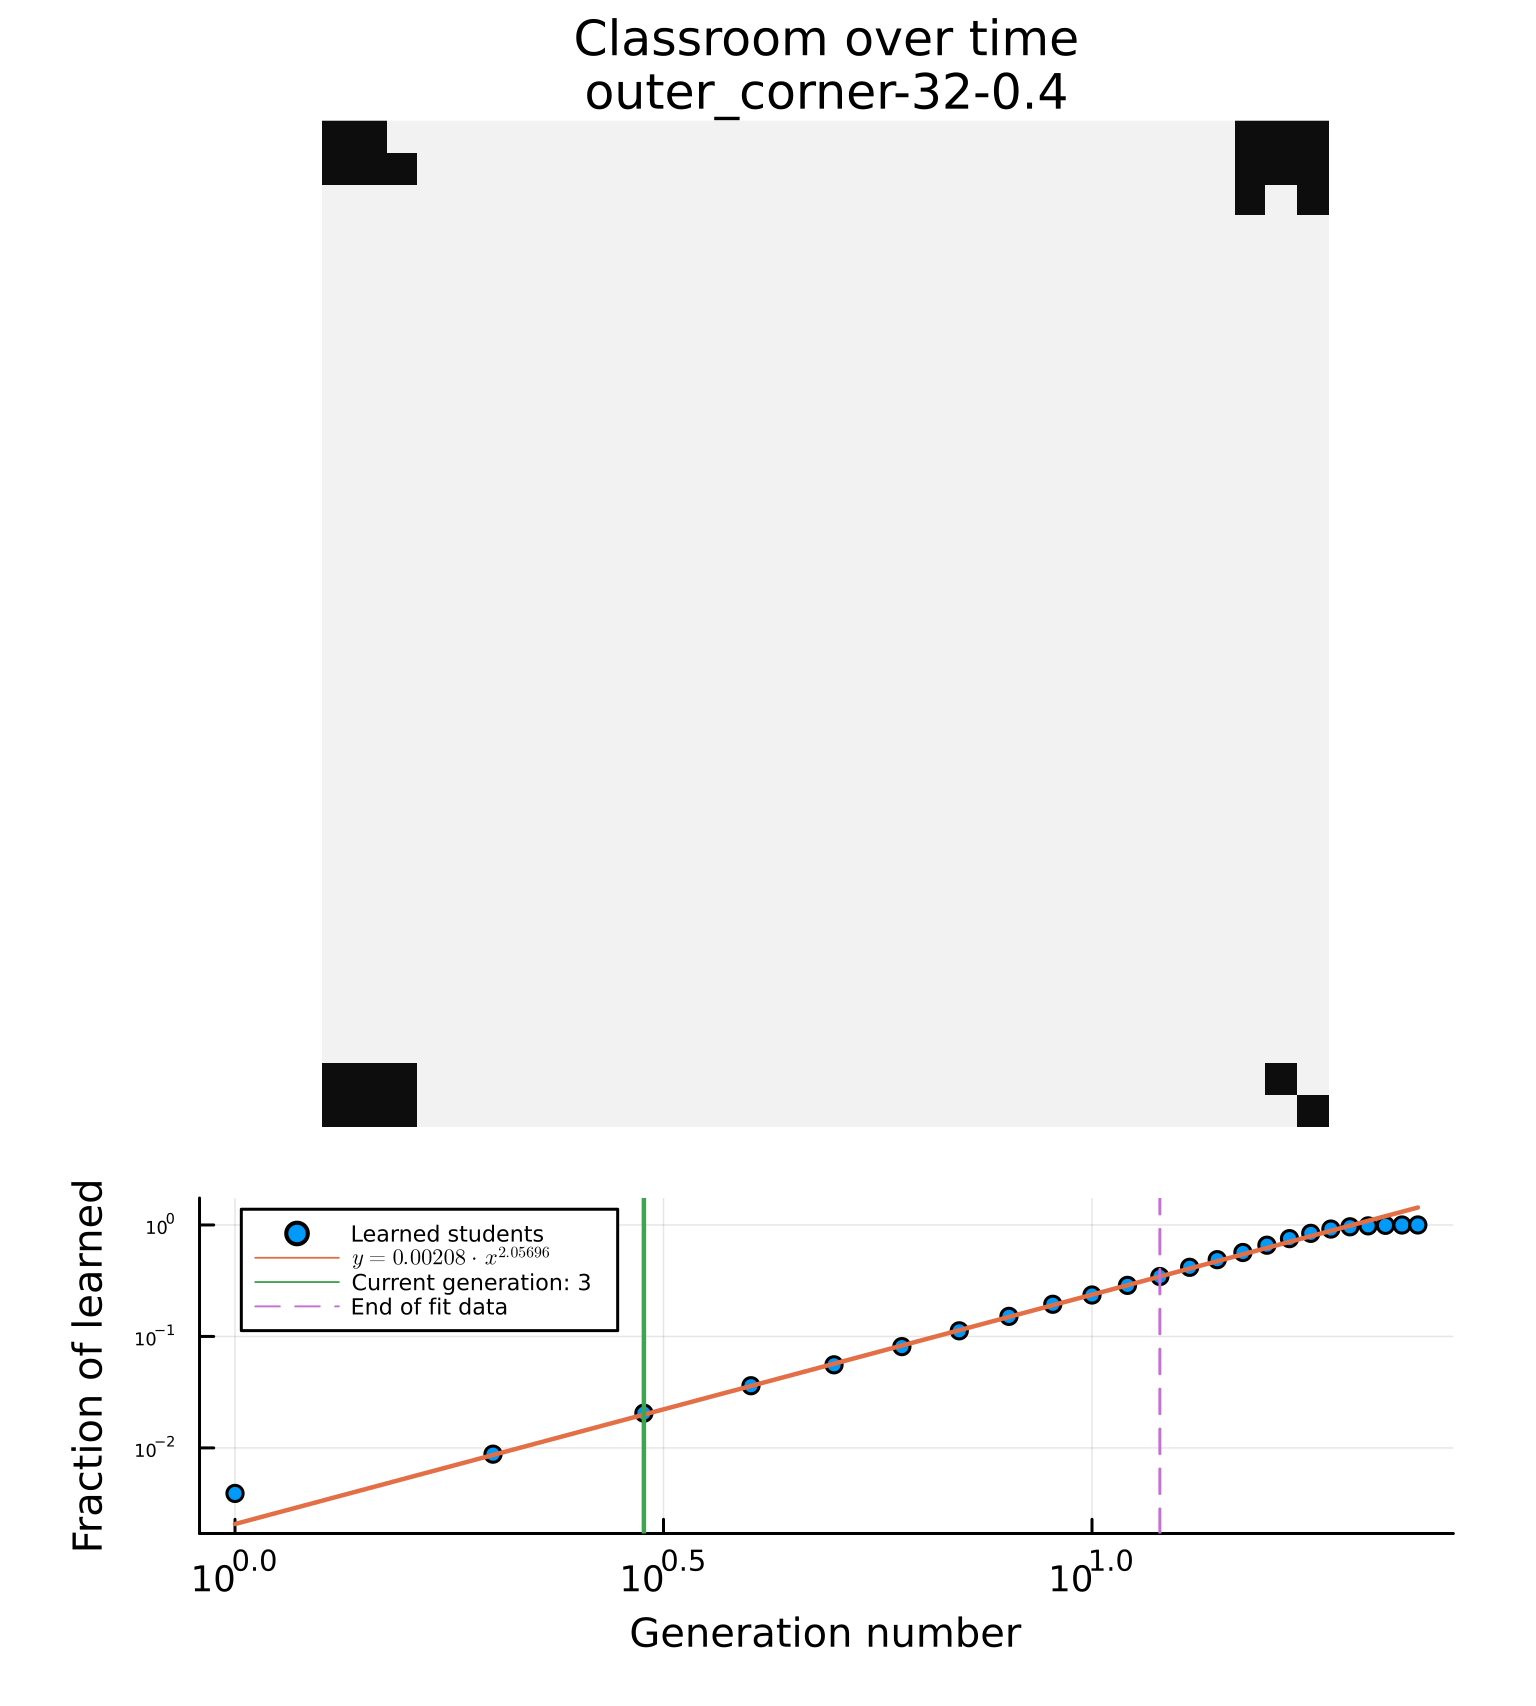 Classroom over time
outer_corner-32-0.4
Fraction of learned
10^0
10^−1
10^−2
Learned students
y = 0.00208 · x^2.05696
Current generation: 3
End of fit data
10^0.0 10^0.5 10^1.0
Generation number